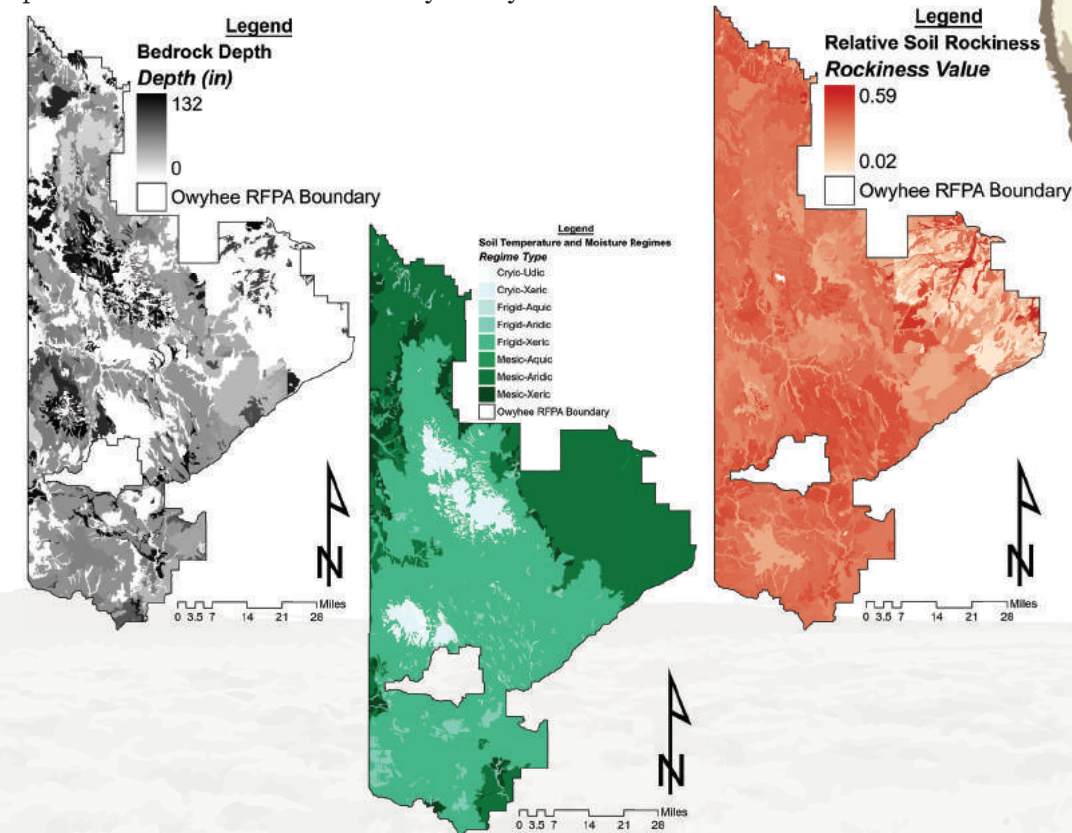 Legend
Bedrock Depth
Depth (in)
132
0
Owyhee RFPA Boundary
N
Miles
0 3.5 7 14 21 28
Legend
Soil Temperature and Moisture Regimes
Regime Type
Cryic-Udic
Cryic-Xeric
Frigid-Aquic
Frigid-Aridic
Frigid-Xeric
Mesic-Aquic
Mesic-Aridic
Mesic-Xeric
Owyhee RFPA Boundary
N
Miles
0 3.5 7 14 21 28
Legend
Relative Soil Rockiness
Rockiness Value
0.59
0.02
Owyhee RFPA Boundary
N
Miles
0 3.5 7 14 21 28